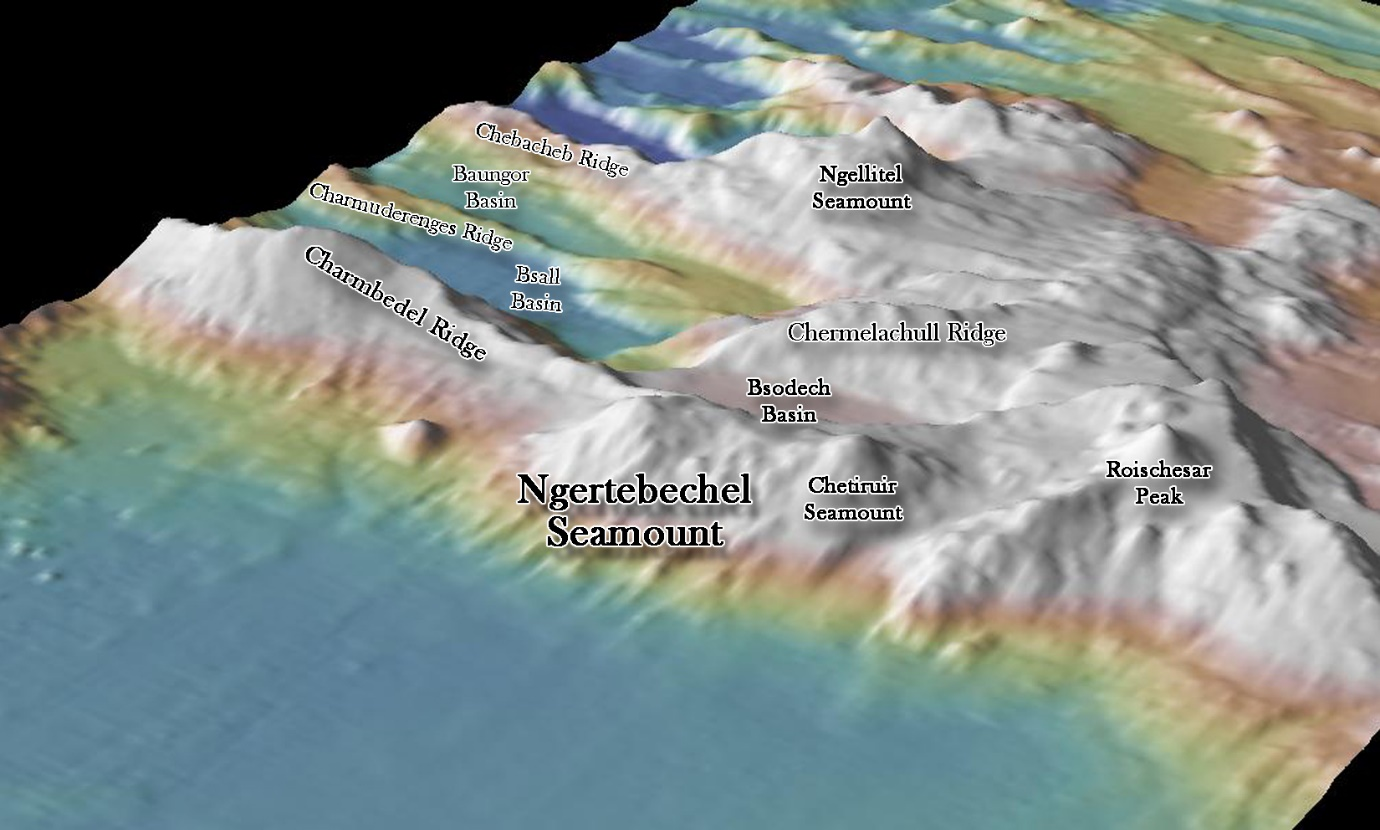 Chebacheb Ridge
Baungor
Basin
Ngellitel
Seamount
Charmuderenges Ridge
Bsall
Basin
Charmbedel Ridge
Chermelachull Ridge
Bsodech
Basin
Roischesar
Peak
Ngertebechel
Seamount
Chetiruir
Seamount